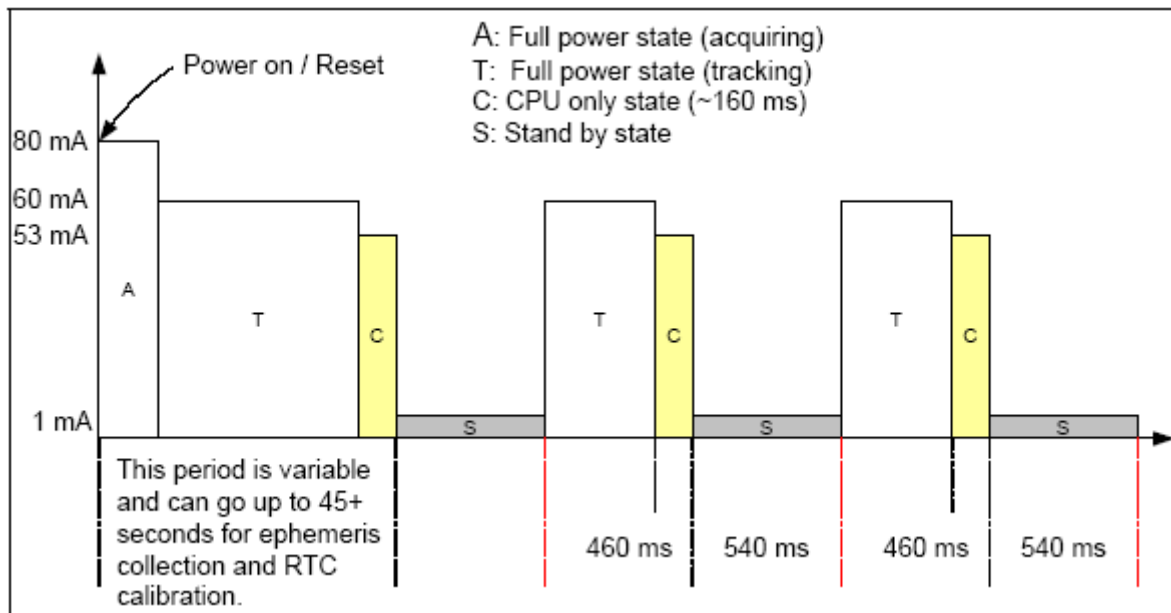 A: Full power state (acquiring)
T: Full power state (tracking)
C: CPU only state (~160 ms)
S: Stand by state
Power on / Reset
80 mA
60 mA
53 mA
1 mA
A
T
C
S
T
C
S
T
C
S
This period is variable
and can go up to 45+
seconds for ephemeris
collection and RTC
calibration.
460 ms
540 ms
460 ms
540 ms